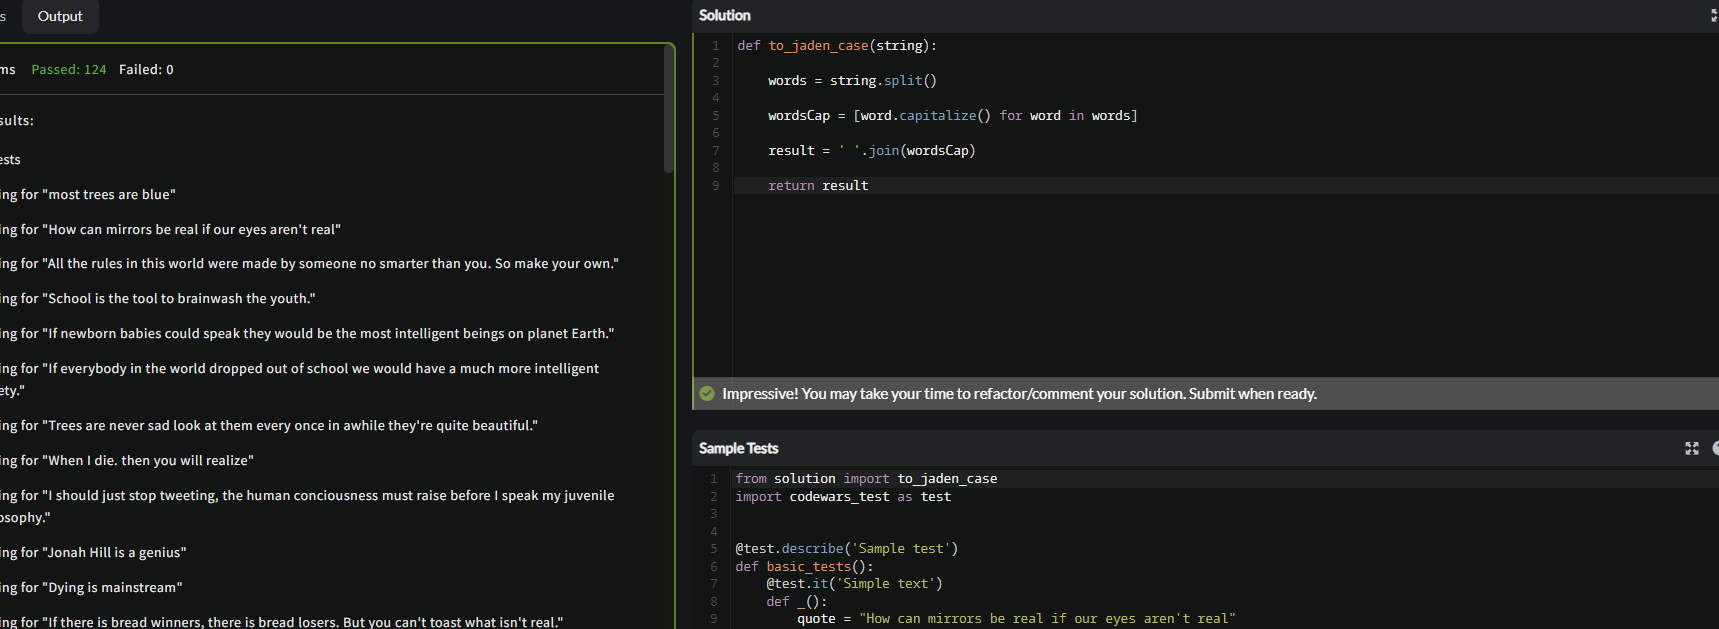 s Output
ms Passed: 124 Failed: 0
sults:
ests
ing for "most trees are blue"
ing for "How can mirrors be real if our eyes aren't real"
ing for "All the rules in this world were made by someone no smarter than you. So make your own."
ing for "School is the tool to brainwash the youth."
ing for "If newborn babies could speak they would be the most intelligent beings on planet Earth."
ing for "If everybody in the world dropped out of school we would have a much more intelligent
ety."
ing for "Trees are never sad look at them every once in awhile they're quite beautiful."
ing for "When I die. then you will realize"
ing for "I should just stop tweeting, the human conciousness must raise before I speak my juvenile
osophy."
ing for "Jonah Hill is a genius"
ing for "Dying is mainstream"
ing for "If there is bread winners, there is bread losers. But you can't toast what isn't real."
Solution
1 def to_jaden_case(string):
2
3     words = string.split()
4
5     wordsCap = [word.capitalize() for word in words]
6
7     result = ' '.join(wordsCap)
8
9     return result
Impressive! You may take your time to refactor/comment your solution. Submit when ready.
Sample Tests
1 from solution import to_jaden_case
2 import codewars_test as test
3
4
5 @test.describe('Sample test')
6 def basic_tests():
7     @test.it('Simple text')
8     def _():
9         quote = "How can mirrors be real if our eyes aren't real"